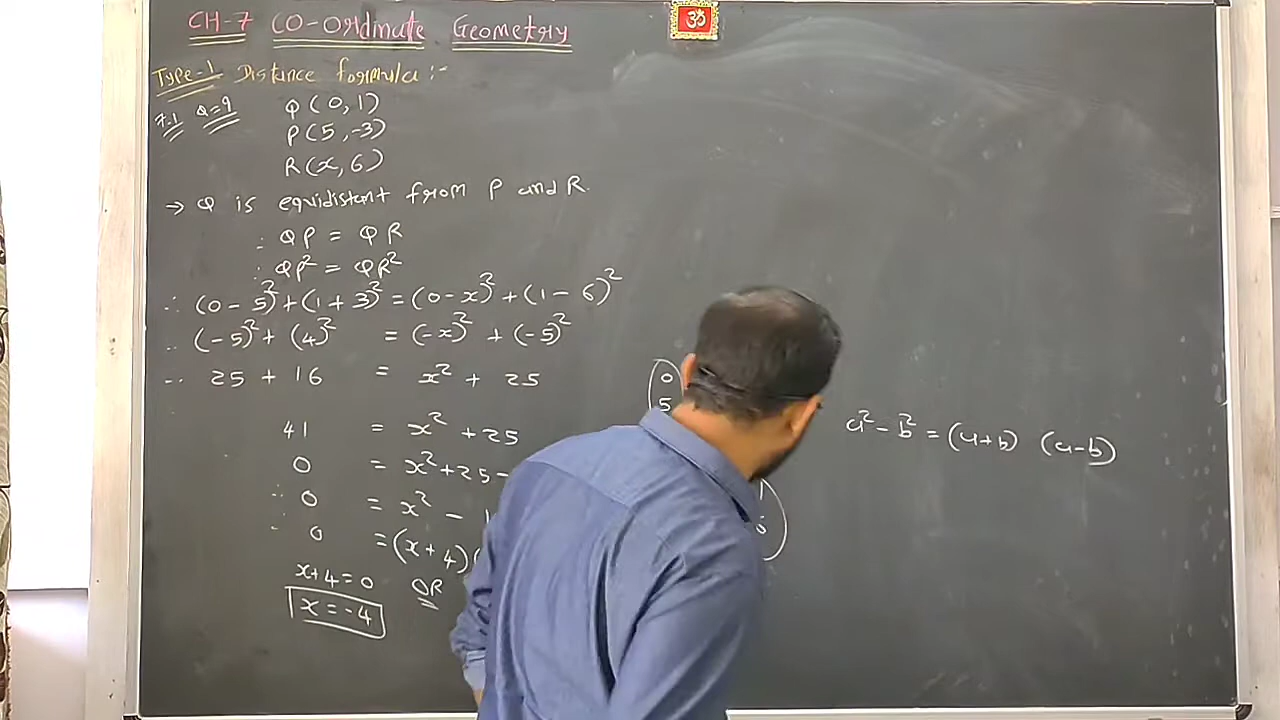 CH-7 CO-Ordinate Geometry
ॐ
Type-1 Distance formula :-
7.1 Q=9 Q(0,1)
P(5,-3)
R(x,6)
→ Q is equidistant from P and R.
∴ QP = QR
∴ QP² = QR²
∴ (0-5)²+(1+3)²=(0-x)²+(1-6)²
∴ (-5)²+(4)² =(-x)²+(-5)²
∴ 25+16 = x²+25
41 = x²+25
0 = x²+25-
∴ 0 = x²-1
∴ 0 =(x+4)(
x+4=0 OR
x=-4
0
5
a²-b²=(a+b)(a-b)